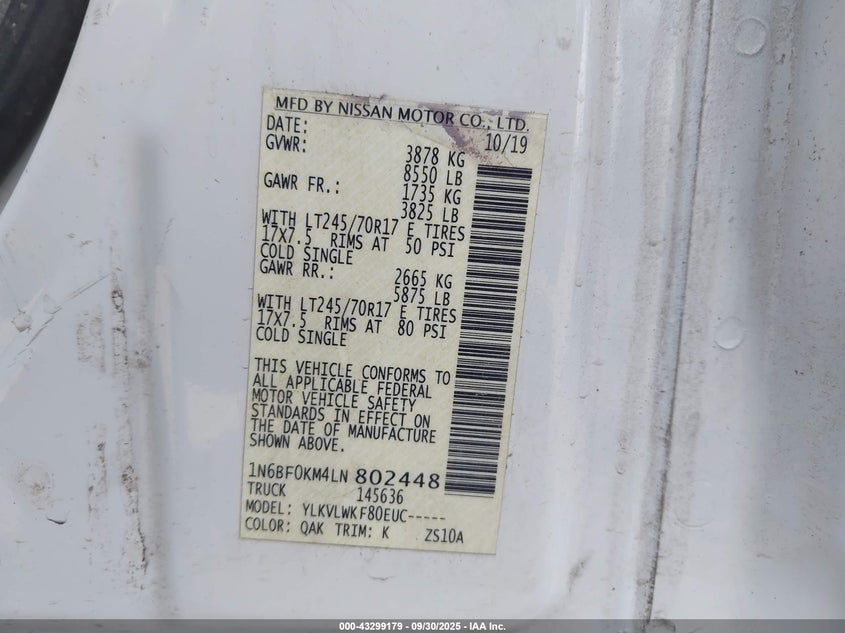 MFD BY NISSAN MOTOR CO., LTD.
DATE: 10/19
GVWR: 3878 KG
8550 LB
GAWR FR.: 1735 KG
3825 LB
WITH LT245/70R17 E TIRES
17X7.5 RIMS AT 50 PSI
COLD SINGLE
GAWR RR.: 2665 KG
5875 LB
WITH LT245/70R17 E TIRES
17X7.5 RIMS AT 80 PSI
COLD SINGLE
THIS VEHICLE CONFORMS TO
ALL APPLICABLE FEDERAL
MOTOR VEHICLE SAFETY
STANDARDS IN EFFECT ON
THE DATE OF MANUFACTURE
SHOWN ABOVE.
1N6BF0KM4LN 802448
TRUCK 145636
MODEL: YLKVLWKF80EUC-----
COLOR: QAK TRIM: K ZS10A
000-43299179 - 09/30/2025 - IAA Inc.